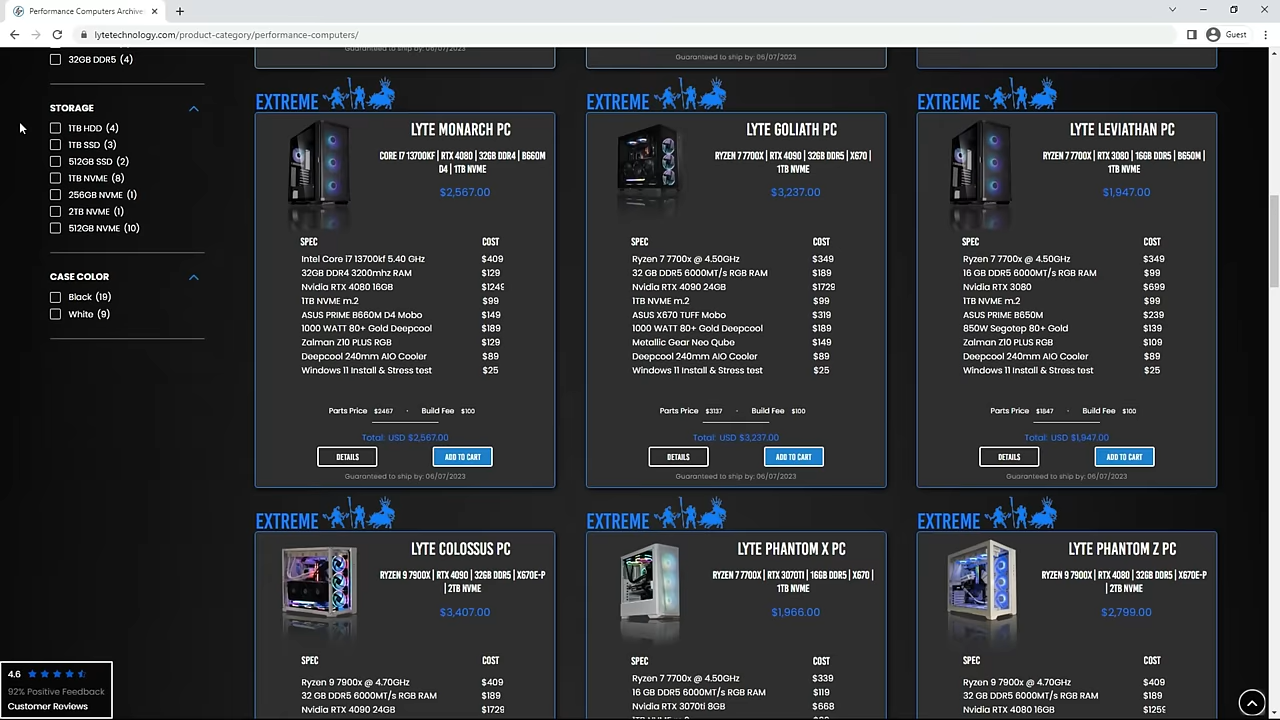 Performance Computers Archive
lytetechnology.com/product-category/performance-computers/
Guest
32GB DDR5 (4)
STORAGE
1TB HDD (4)
1TB SSD (3)
512GB SSD (2)
1TB NVME (8)
256GB NVME (1)
2TB NVME (1)
512GB NVME (10)
CASE COLOR
Black (19)
White (9)
4.6
92% Positive Feedback
Customer Reviews
Guaranteed to ship by: 06/07/2023
Guaranteed to ship by: 06/07/2023
EXTREME
LYTE MONARCH PC
CORE I7 13700KF | RTX 4080 | 32GB DDR4 | B660M
D4 | 1TB NVME
$2,567.00
SPEC COST
Intel Core i7 13700kf 5.40 GHz $409
32GB DDR4 3200mhz RAM $129
Nvidia RTX 4080 16GB $1249
1TB NVME m.2 $99
ASUS PRIME B660M D4 Mobo $149
1000 WATT 80+ Gold Deepcool $189
Zalman Z10 PLUS RGB $129
Deepcool 240mm AIO Cooler $89
Windows 11 Install & Stress test $25
Parts Price $2467 · Build Fee $100
Total: USD $2,567.00
DETAILS ADD TO CART
Guaranteed to ship by: 06/07/2023
EXTREME
LYTE GOLIATH PC
RYZEN 7 7700X | RTX 4090 | 32GB DDR5 | X670 |
1TB NVME
$3,237.00
SPEC COST
Ryzen 7 7700x @ 4.50GHz $349
32 GB DDR5 6000MT/s RGB RAM $189
Nvidia RTX 4090 24GB $1729
1TB NVME m.2 $99
ASUS X670 TUFF Mobo $319
1000 WATT 80+ Gold Deepcool $189
Metallic Gear Neo Qube $149
Deepcool 240mm AIO Cooler $89
Windows 11 Install & Stress test $25
Parts Price $3137 · Build Fee $100
Total: USD $3,237.00
DETAILS ADD TO CART
Guaranteed to ship by: 06/07/2023
EXTREME
LYTE LEVIATHAN PC
RYZEN 7 7700X | RTX 3080 | 16GB DDR5 | B650M |
1TB NVME
$1,947.00
SPEC COST
Ryzen 7 7700x @ 4.50GHz $349
16 GB DDR5 6000MT/s RGB RAM $99
Nvidia RTX 3080 $699
1TB NVME m.2 $99
ASUS PRIME B650M $239
850W Segotep 80+ Gold $139
Zalman Z10 PLUS RGB $109
Deepcool 240mm AIO Cooler $89
Windows 11 Install & Stress test $25
Parts Price $1847 · Build Fee $100
Total: USD $1,947.00
DETAILS ADD TO CART
Guaranteed to ship by: 06/07/2023
EXTREME
LYTE COLOSSUS PC
RYZEN 9 7900X | RTX 4090 | 32GB DDR5 | X670E-P
| 2TB NVME
$3,407.00
SPEC COST
Ryzen 9 7900x @ 4.70GHz $409
32 GB DDR5 6000MT/s RGB RAM $189
Nvidia RTX 4090 24GB $1729
EXTREME
LYTE PHANTOM X PC
RYZEN 7 7700X | RTX 3070TI | 16GB DDR5 | X670 |
1TB NVME
$1,966.00
SPEC COST
Ryzen 7 7700x @ 4.50GHz $339
16 GB DDR5 6000MT/s RGB RAM $119
Nvidia RTX 3070ti 8GB $668
EXTREME
LYTE PHANTOM Z PC
RYZEN 9 7900X | RTX 4080 | 32GB DDR5 | X670E-P
| 2TB NVME
$2,799.00
SPEC COST
Ryzen 9 7900x @ 4.70GHz $409
32 GB DDR5 6000MT/s RGB RAM $189
Nvidia RTX 4080 16GB $1259